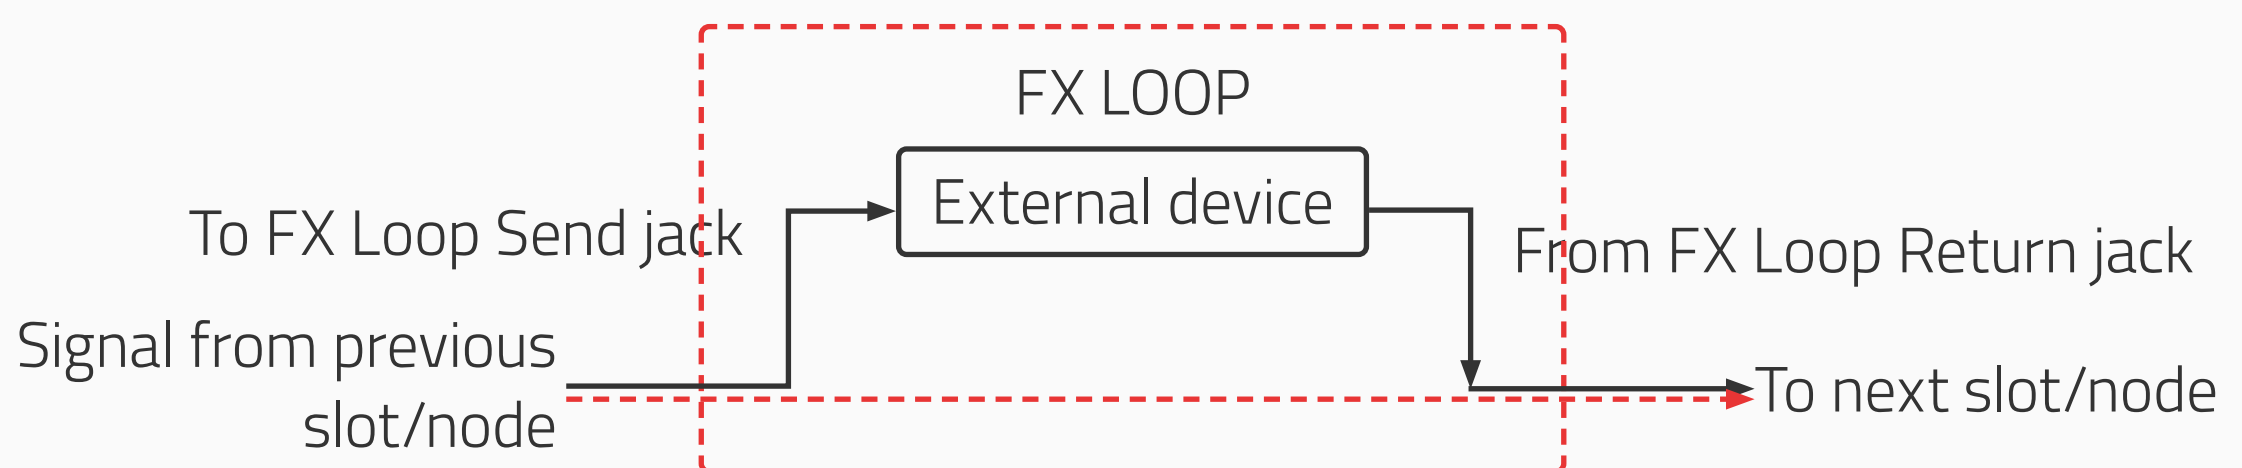 FX LOOP
External device
To FX Loop Send jack
From FX Loop Return jack
Signal from previous
slot/node
To next slot/node